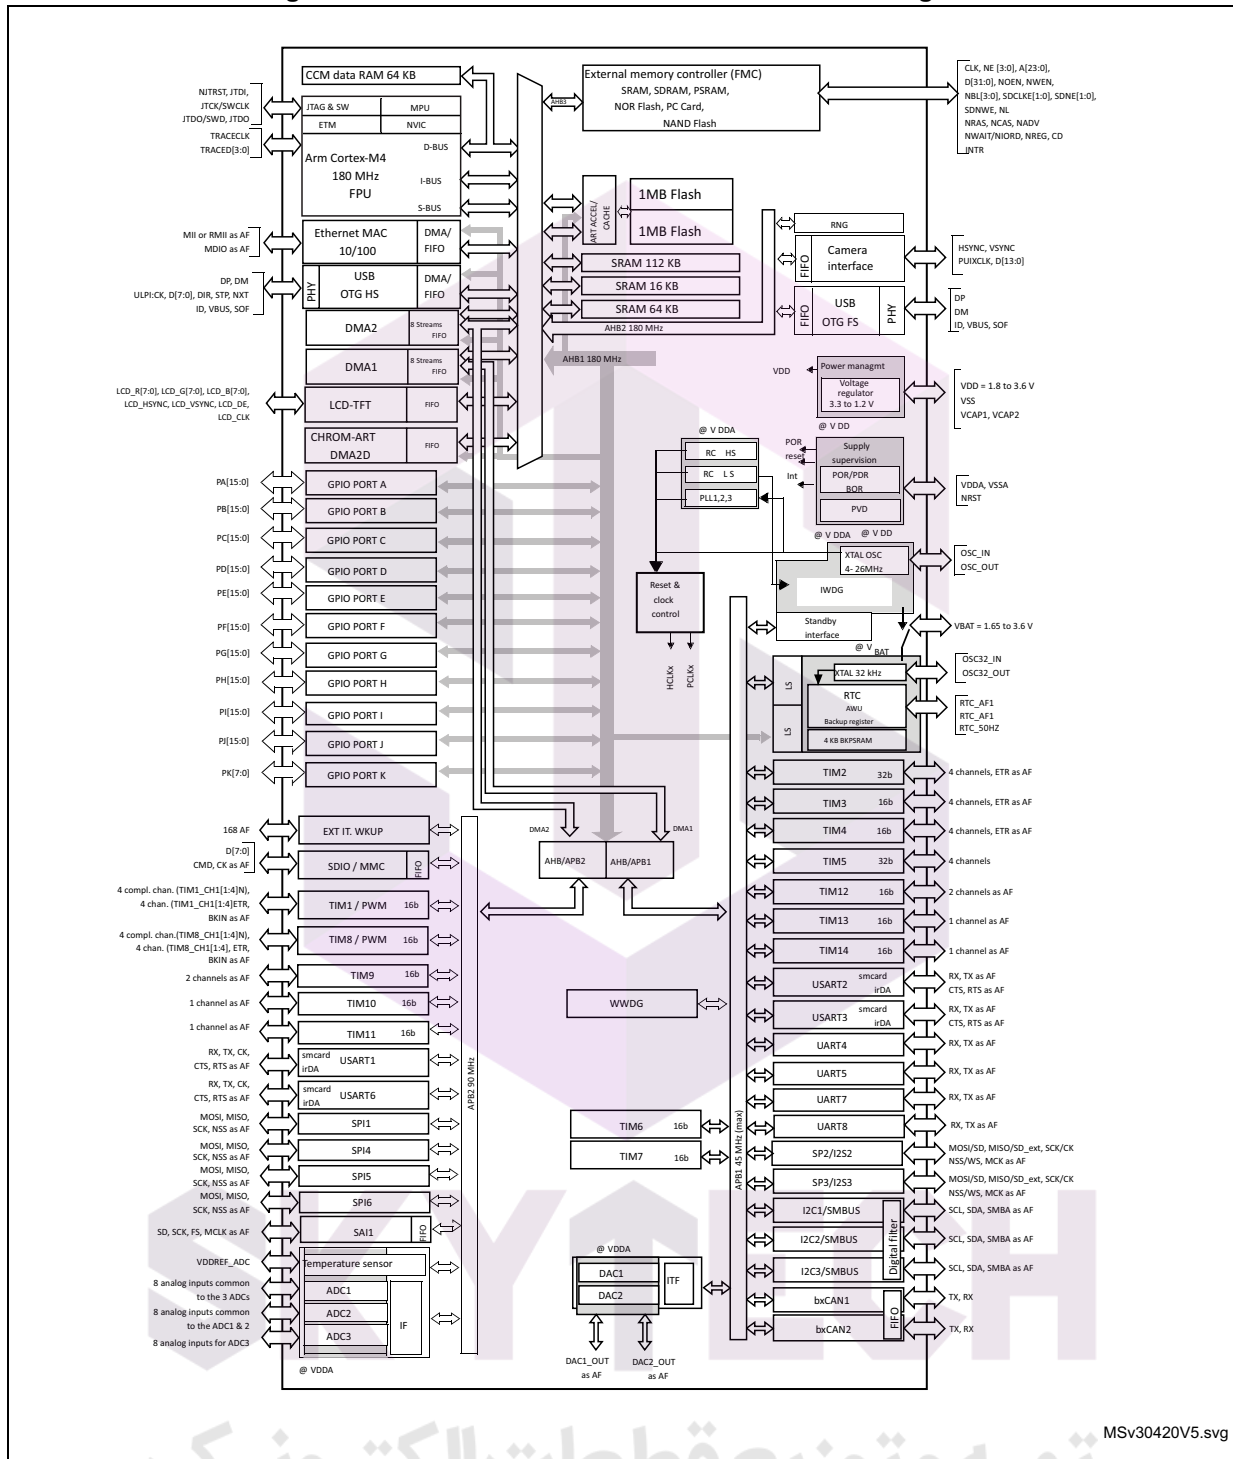 CCM data RAM 64 KB
External memory controller (FMC)
SRAM, SDRAM, PSRAM,
NOR Flash, PC Card,
NAND Flash
AHB3
CLK, NE [3:0], A[23:0],
D[31:0], NOEN, NWEN,
NBL[3:0], SDCLKE[1:0], SDNE[1:0],
SDNWE, NL
NRAS, NCAS, NADV
NWAIT/NIORD, NREG, CD
INTR
NJTRST, JTDI,
JTCK/SWCLK
JTDO/SWD, JTDO
JTAG & SW
MPU
ETM
NVIC
TRACECLK
TRACED[3:0]
Arm Cortex-M4
180 MHz
FPU
D-BUS
I-BUS
S-BUS
ART ACCEL/
CACHE
1MB Flash
1MB Flash
SRAM 112 KB
SRAM 16 KB
SRAM 64 KB
AHB2 180 MHz
AHB1 180 MHz
MII or RMII as AF
MDIO as AF
Ethernet MAC
10/100
DMA/
FIFO
DP, DM
ULPI:CK, D[7:0], DIR, STP, NXT
ID, VBUS, SOF
PHY
USB
OTG HS
DMA/
FIFO
DMA2
8 Streams
FIFO
DMA1
8 Streams
FIFO
LCD_R[7:0], LCD_G[7:0], LCD_B[7:0],
LCD_HSYNC, LCD_VSYNC, LCD_DE,
LCD_CLK
LCD-TFT
FIFO
CHROM-ART
DMA2D
FIFO
RNG
FIFO
Camera
interface
HSYNC, VSYNC
PUIXCLK, D[13:0]
FIFO
USB
OTG FS
PHY
DP
DM
ID, VBUS, SOF
VDD
Power managmt
Voltage
regulator
3.3 to 1.2 V
VDD = 1.8 to 3.6 V
VSS
VCAP1, VCAP2
@ V DD
@ V DDA
RC HS
RC L S
PLL1,2,3
POR
reset
Int
Supply
supervision
POR/PDR
BOR
PVD
VDDA, VSSA
NRST
@ V DDA
@ V DD
XTAL OSC
4- 26MHz
OSC_IN
OSC_OUT
IWDG
Reset &
clock
control
HCLKx
PCLKx
Standby
interface
VBAT = 1.65 to 3.6 V
@ V BAT
LS
LS
XTAL 32 kHz
OSC32_IN
OSC32_OUT
RTC
AWU
Backup register
4 KB BKPSRAM
RTC_AF1
RTC_AF1
RTC_50HZ
PA[15:0]
GPIO PORT A
PB[15:0]
GPIO PORT B
PC[15:0]
GPIO PORT C
PD[15:0]
GPIO PORT D
PE[15:0]
GPIO PORT E
PF[15:0]
GPIO PORT F
PG[15:0]
GPIO PORT G
PH[15:0]
GPIO PORT H
PI[15:0]
GPIO PORT I
PJ[15:0]
GPIO PORT J
PK[7:0]
GPIO PORT K
DMA2
DMA1
AHB/APB2
AHB/APB1
168 AF
EXT IT. WKUP
D[7:0]
CMD, CK as AF
SDIO / MMC
FIFO
4 compl. chan. (TIM1_CH1[1:4]N),
4 chan. (TIM1_CH1[1:4]ETR,
BKIN as AF
TIM1 / PWM
16b
4 compl. chan.(TIM8_CH1[1:4]N),
4 chan. (TIM8_CH1[1:4], ETR,
BKIN as AF
TIM8 / PWM
16b
2 channels as AF
TIM9
16b
1 channel as AF
TIM10
16b
1 channel as AF
TIM11
16b
RX, TX, CK,
CTS, RTS as AF
smcard
irDA
USART1
RX, TX, CK,
CTS, RTS as AF
smcard
irDA
USART6
MOSI, MISO,
SCK, NSS as AF
SPI1
MOSI, MISO,
SCK, NSS as AF
SPI4
MOSI, MISO,
SCK, NSS as AF
SPI5
MOSI, MISO,
SCK, NSS as AF
SPI6
SD, SCK, FS, MCLK as AF
SAI1
FIFO
VDDREF_ADC
Temperature sensor
8 analog inputs common
to the 3 ADCs
ADC1
8 analog inputs common
to the ADC1 & 2
ADC2
8 analog inputs for ADC3
ADC3
IF
@ VDDA
APB2 90 MHz
APB1 45 MHz (max)
WWDG
TIM6
16b
TIM7
16b
@ VDDA
DAC1
DAC2
ITF
DAC1_OUT
as AF
DAC2_OUT
as AF
TIM2
32b
4 channels, ETR as AF
TIM3
16b
4 channels, ETR as AF
TIM4
16b
4 channels, ETR as AF
TIM5
32b
4 channels
TIM12
16b
2 channels as AF
TIM13
16b
1 channel as AF
TIM14
16b
1 channel as AF
USART2
smcard
irDA
RX, TX as AF
CTS, RTS as AF
USART3
smcard
irDA
RX, TX as AF
CTS, RTS as AF
UART4
RX, TX as AF
UART5
RX, TX as AF
UART7
RX, TX as AF
UART8
RX, TX as AF
SP2/I2S2
MOSI/SD, MISO/SD_ext, SCK/CK
NSS/WS, MCK as AF
SP3/I2S3
MOSI/SD, MISO/SD_ext, SCK/CK
NSS/WS, MCK as AF
I2C1/SMBUS
SCL, SDA, SMBA as AF
I2C2/SMBUS
SCL, SDA, SMBA as AF
I2C3/SMBUS
SCL, SDA, SMBA as AF
Digital filter
bxCAN1
TX, RX
bxCAN2
TX, RX
FIFO
SKYTECH
MSv30420V5.svg